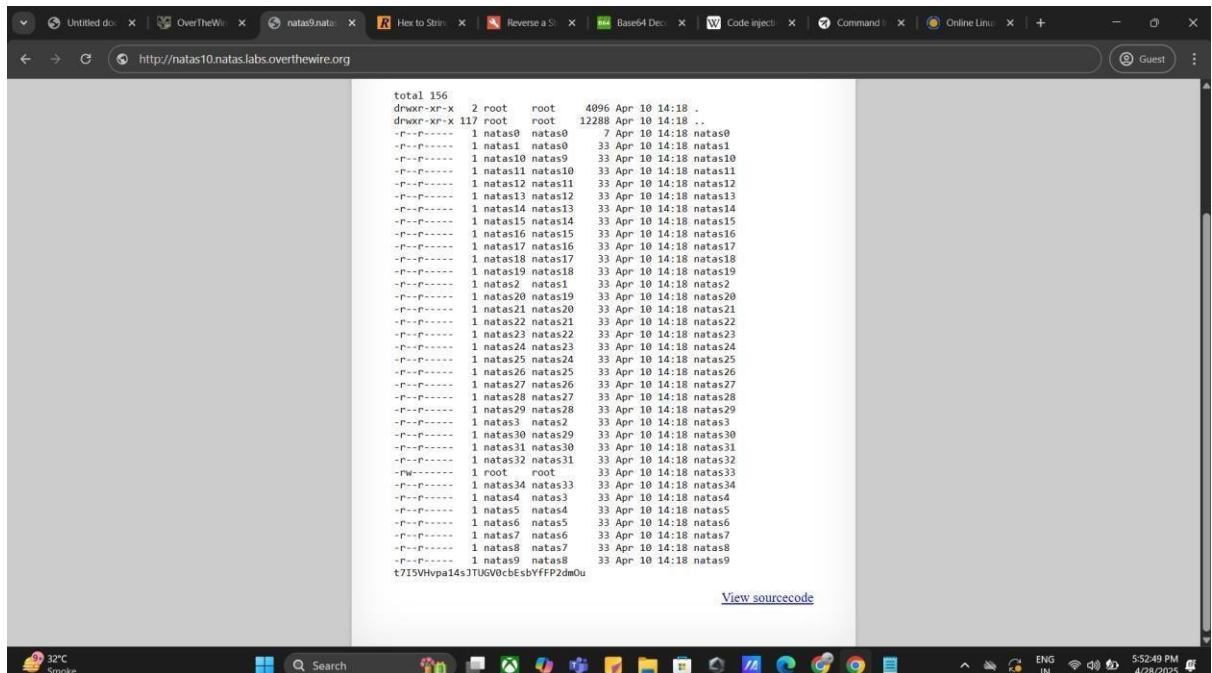 Untitled doc
OverTheWir
natas9.natas
Hex to Strin
Reverse a St
Base64 Deco
Code injecti
Command I
Online Linu
http://natas10.natas.labs.overthewire.org
Guest
total 156
drwxr-xr-x 2 root root 4096 Apr 10 14:18 .
drwxr-xr-x 117 root root 12288 Apr 10 14:18 ..
-r--r----- 1 natas0 natas0 7 Apr 10 14:18 natas0
-r--r----- 1 natas1 natas0 33 Apr 10 14:18 natas1
-r--r----- 1 natas10 natas9 33 Apr 10 14:18 natas10
-r--r----- 1 natas11 natas10 33 Apr 10 14:18 natas11
-r--r----- 1 natas12 natas11 33 Apr 10 14:18 natas12
-r--r----- 1 natas13 natas12 33 Apr 10 14:18 natas13
-r--r----- 1 natas14 natas13 33 Apr 10 14:18 natas14
-r--r----- 1 natas15 natas14 33 Apr 10 14:18 natas15
-r--r----- 1 natas16 natas15 33 Apr 10 14:18 natas16
-r--r----- 1 natas17 natas16 33 Apr 10 14:18 natas17
-r--r----- 1 natas18 natas17 33 Apr 10 14:18 natas18
-r--r----- 1 natas19 natas18 33 Apr 10 14:18 natas19
-r--r----- 1 natas2 natas1 33 Apr 10 14:18 natas2
-r--r----- 1 natas20 natas19 33 Apr 10 14:18 natas20
-r--r----- 1 natas21 natas20 33 Apr 10 14:18 natas21
-r--r----- 1 natas22 natas21 33 Apr 10 14:18 natas22
-r--r----- 1 natas23 natas22 33 Apr 10 14:18 natas23
-r--r----- 1 natas24 natas23 33 Apr 10 14:18 natas24
-r--r----- 1 natas25 natas24 33 Apr 10 14:18 natas25
-r--r----- 1 natas26 natas25 33 Apr 10 14:18 natas26
-r--r----- 1 natas27 natas26 33 Apr 10 14:18 natas27
-r--r----- 1 natas28 natas27 33 Apr 10 14:18 natas28
-r--r----- 1 natas29 natas28 33 Apr 10 14:18 natas29
-r--r----- 1 natas3 natas2 33 Apr 10 14:18 natas3
-r--r----- 1 natas30 natas29 33 Apr 10 14:18 natas30
-r--r----- 1 natas31 natas30 33 Apr 10 14:18 natas31
-r--r----- 1 natas32 natas31 33 Apr 10 14:18 natas32
-rw------- 1 root root 33 Apr 10 14:18 natas33
-r--r----- 1 natas34 natas33 33 Apr 10 14:18 natas34
-r--r----- 1 natas4 natas3 33 Apr 10 14:18 natas4
-r--r----- 1 natas5 natas4 33 Apr 10 14:18 natas5
-r--r----- 1 natas6 natas5 33 Apr 10 14:18 natas6
-r--r----- 1 natas7 natas6 33 Apr 10 14:18 natas7
-r--r----- 1 natas8 natas7 33 Apr 10 14:18 natas8
-r--r----- 1 natas9 natas8 33 Apr 10 14:18 natas9
t7I5VHvpa14sJTUGV0cbEsbYfFP2dmOu
View sourcecode
32°C
Smoke
Search
ENG
IN
5:52:49 PM
4/28/2025